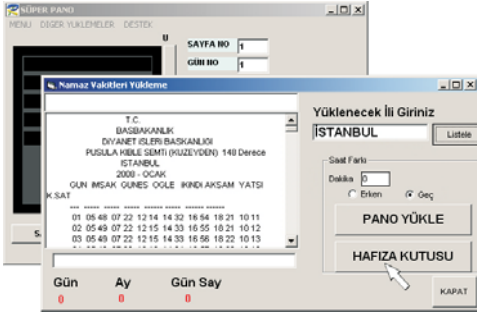 SÜPER PANO
MENU DIGER YUKLEMELER DESTEK
U
SAYFA NO 1
GÜN NO 1
Namaz Vakitleri Yükleme
T.C.
BASBAKANLIK
DIYANET ISLERI BASKANLIGI
PUSULA KIBLE SEMTI (KUZEYDEN) 148 Derece
ISTANBUL
2008 - OCAK
GUN IMSAK GUNES OGLE IKINDI AKSAM YATSI
K.SAT
--- ---- ----- ----- ----- ----- ----- -----
01 05 48 07 22 12 14 14 32 16 54 18 21 10 11
02 05 49 07 22 12 15 14 33 16 55 18 21 10 12
03 05 49 07 22 12 15 14 33 16 56 18 22 10 13
Yüklenecek İli Giriniz
İSTANBUL
Listele
Saat Farkı
Dakika 0
Erken Geç
PANO YÜKLE
HAFIZA KUTUSU
KAPAT
Gün Ay Gün Say
0 0 0